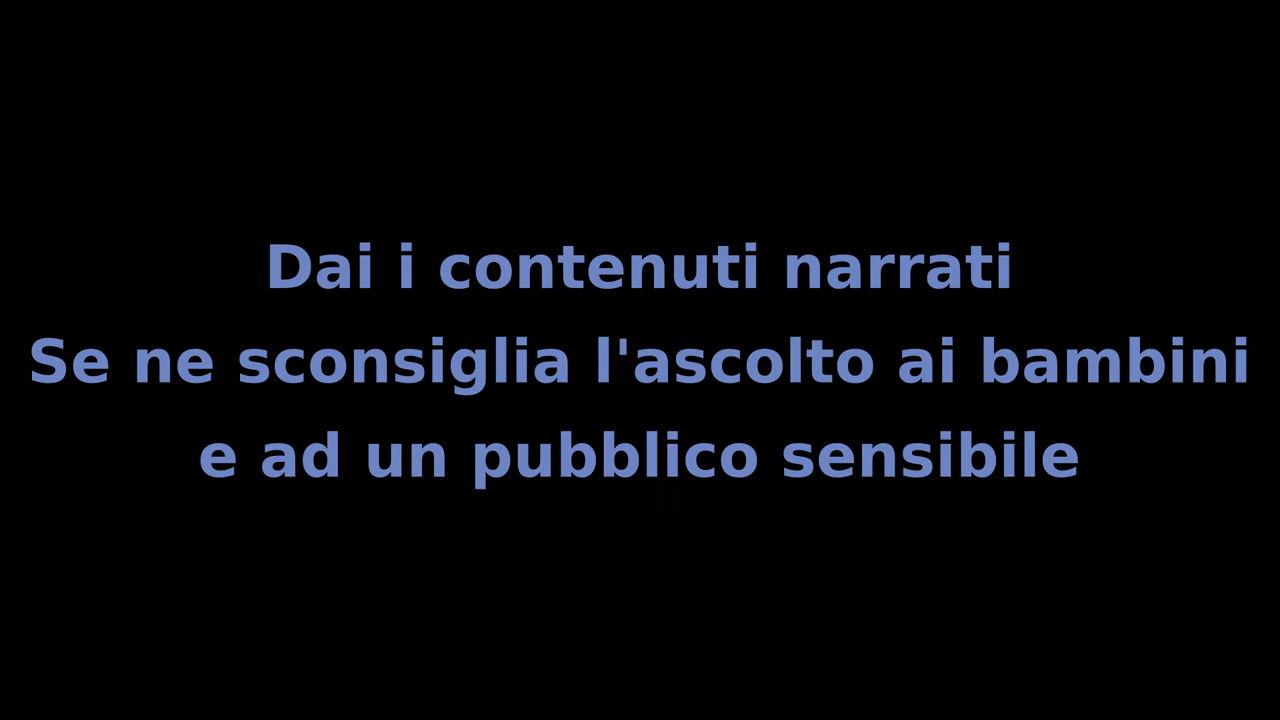 Dai i contenuti narrati
Se ne sconsiglia l'ascolto ai bambini
e ad un pubblico sensibile